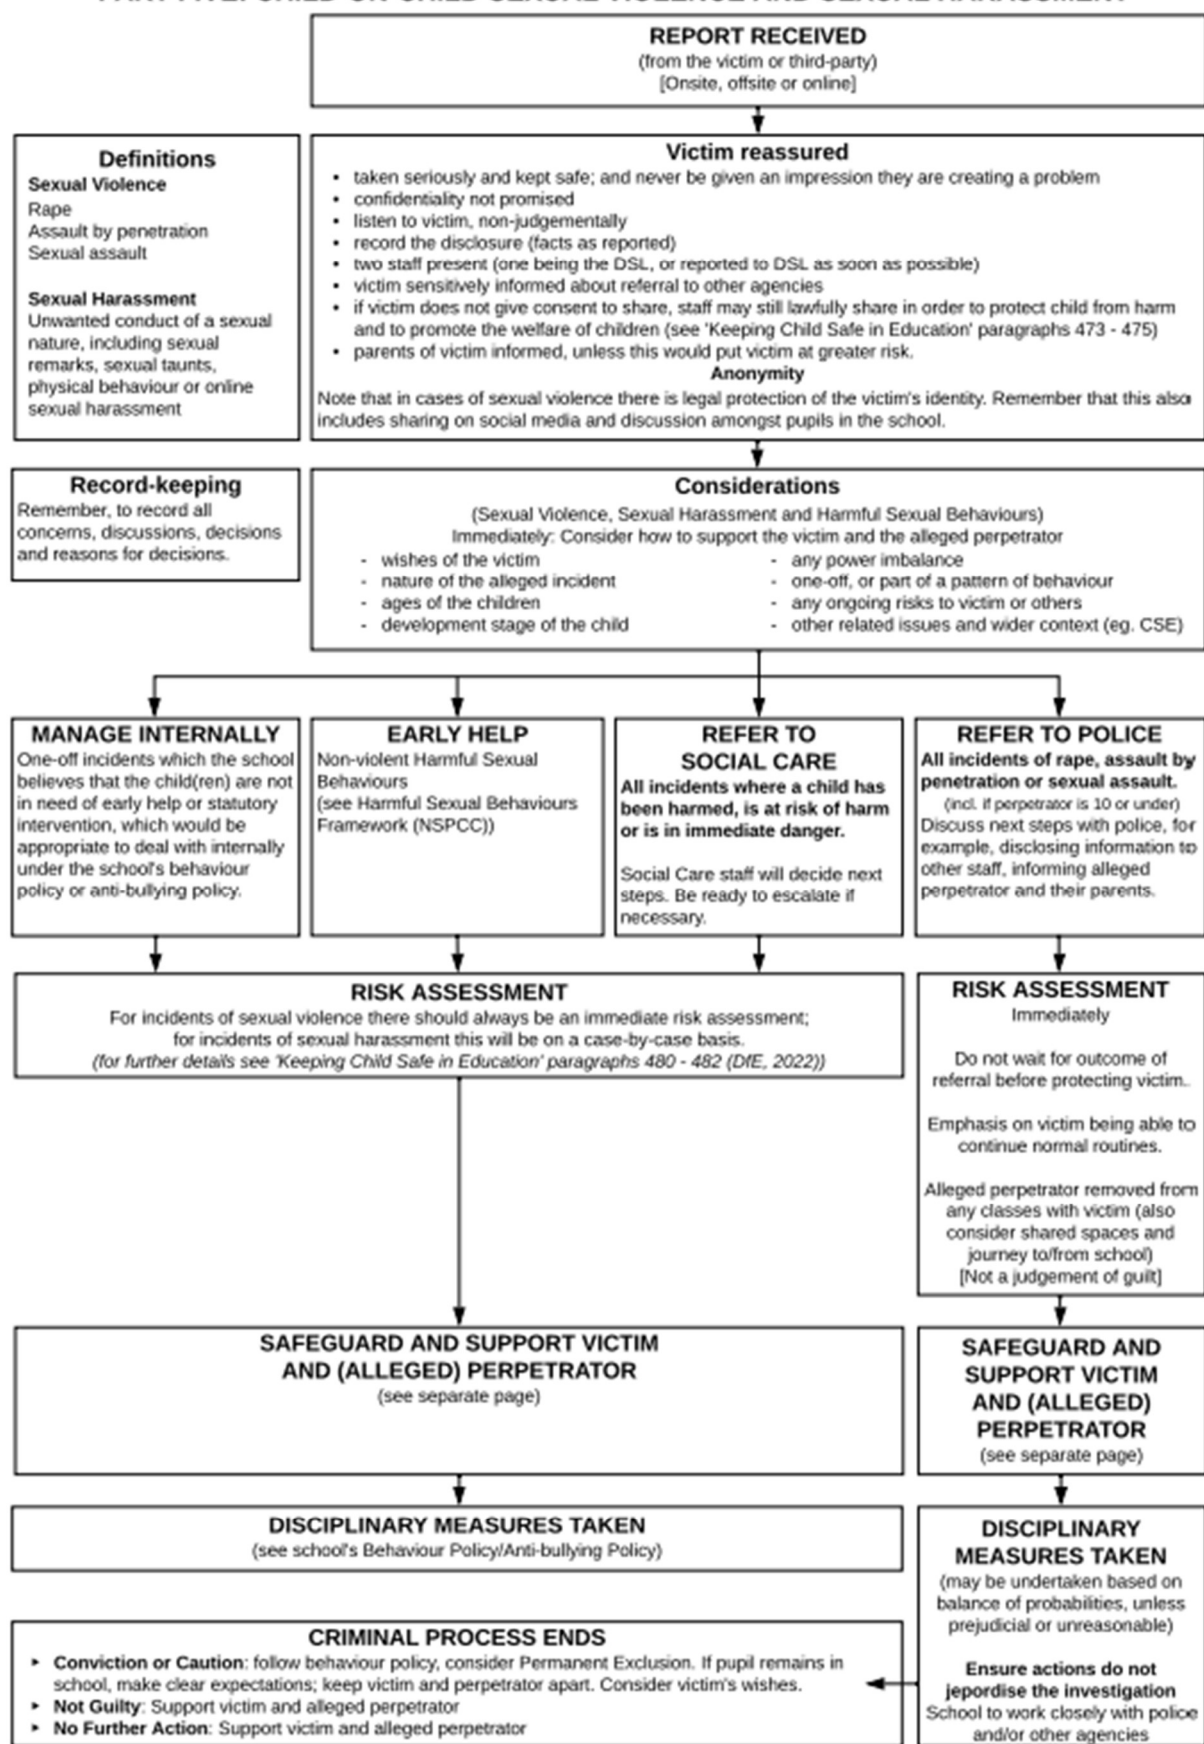 REPORT RECEIVED
(from the victim or third-party)
[Onsite, offsite or online]
Definitions
Sexual Violence
Rape
Assault by penetration
Sexual assault
Sexual Harassment
Unwanted conduct of a sexual
nature, including sexual
remarks, sexual taunts,
physical behaviour or online
sexual harassment
Victim reassured
• taken seriously and kept safe; and never be given an impression they are creating a problem
• confidentiality not promised
• listen to victim, non-judgementally
• record the disclosure (facts as reported)
• two staff present (one being the DSL, or reported to DSL as soon as possible)
• victim sensitively informed about referral to other agencies
• if victim does not give consent to share, staff may still lawfully share in order to protect child from harm
and to promote the welfare of children (see 'Keeping Child Safe in Education' paragraphs 473 - 475)
• parents of victim informed, unless this would put victim at greater risk.
Anonymity
Note that in cases of sexual violence there is legal protection of the victim's identity. Remember that this also
includes sharing on social media and discussion amongst pupils in the school.
Record-keeping
Remember, to record all
concerns, discussions, decisions
and reasons for decisions.
Considerations
(Sexual Violence, Sexual Harassment and Harmful Sexual Behaviours)
Immediately: Consider how to support the victim and the alleged perpetrator
- wishes of the victim
- nature of the alleged incident
- ages of the children
- development stage of the child
- any power imbalance
- one-off, or part of a pattern of behaviour
- any ongoing risks to victim or others
- other related issues and wider context (eg. CSE)
MANAGE INTERNALLY
One-off incidents which the school
believes that the child(ren) are not
in need of early help or statutory
intervention, which would be
appropriate to deal with internally
under the school's behaviour
policy or anti-bullying policy.
EARLY HELP
Non-violent Harmful Sexual
Behaviours
(see Harmful Sexual Behaviours
Framework (NSPCC))
REFER TO
SOCIAL CARE
All incidents where a child has
been harmed, is at risk of harm
or is in immediate danger.
Social Care staff will decide next
steps. Be ready to escalate if
necessary.
REFER TO POLICE
All incidents of rape, assault by
penetration or sexual assault.
(incl. if perpetrator is 10 or under)
Discuss next steps with police, for
example, disclosing information to
other staff, informing alleged
perpetrator and their parents.
RISK ASSESSMENT
For incidents of sexual violence there should always be an immediate risk assessment;
for incidents of sexual harassment this will be on a case-by-case basis.
(for further details see 'Keeping Child Safe in Education' paragraphs 480 - 482 (DfE, 2022))
RISK ASSESSMENT
Immediately
Do not wait for outcome of
referral before protecting victim.
Emphasis on victim being able to
continue normal routines.
Alleged perpetrator removed from
any classes with victim (also
consider shared spaces and
journey to/from school)
[Not a judgement of guilt]
SAFEGUARD AND SUPPORT VICTIM
AND (ALLEGED) PERPETRATOR
(see separate page)
SAFEGUARD AND
SUPPORT VICTIM
AND (ALLEGED)
PERPETRATOR
(see separate page)
DISCIPLINARY MEASURES TAKEN
(see school's Behaviour Policy/Anti-bullying Policy)
DISCIPLINARY
MEASURES TAKEN
(may be undertaken based on
balance of probabilities, unless
prejudicial or unreasonable)
Ensure actions do not
jepordise the investigation
School to work closely with police
and/or other agencies
CRIMINAL PROCESS ENDS
‣ Conviction or Caution: follow behaviour policy, consider Permanent Exclusion. If pupil remains in
school, make clear expectations; keep victim and perpetrator apart. Consider victim's wishes.
‣ Not Guilty: Support victim and alleged perpetrator
‣ No Further Action: Support victim and alleged perpetrator